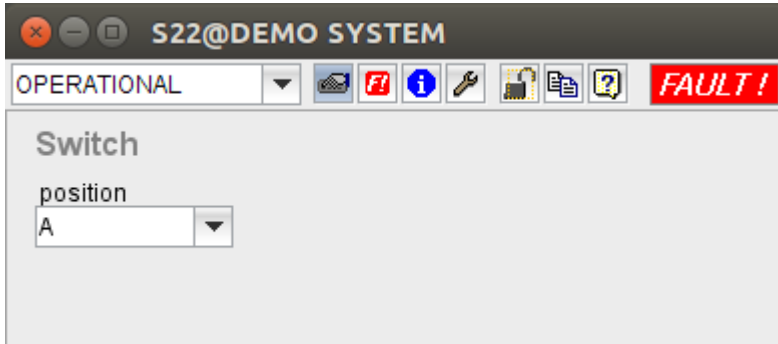 S22@DEMO SYSTEM
OPERATIONAL F! i ? FAULT !
Switch
position
A